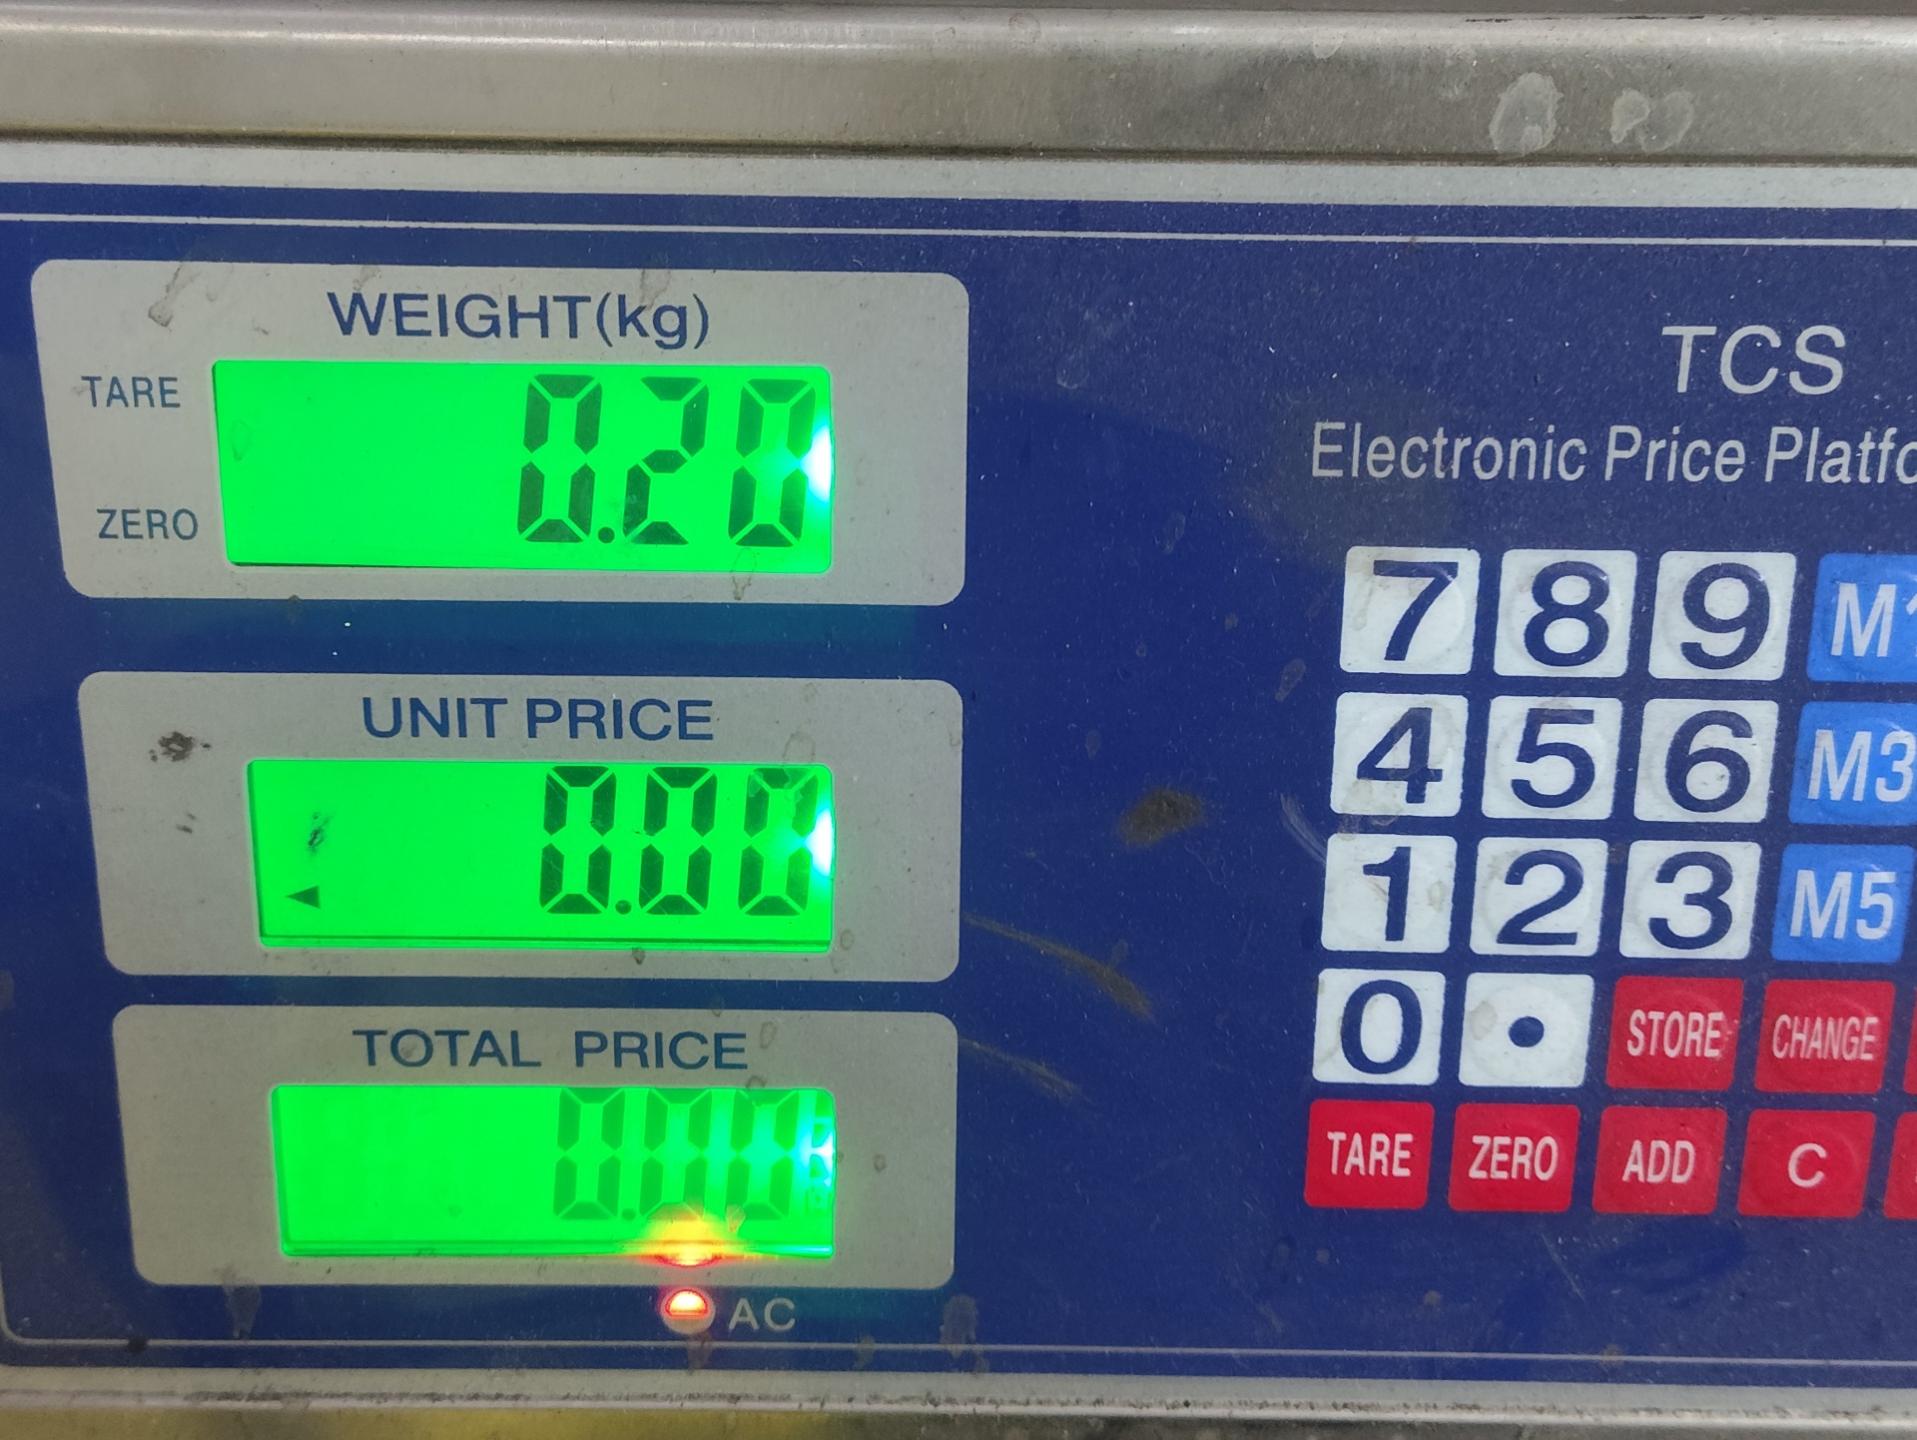 WEIGHT(kg)
TARE
0.20
ZERO
UNIT PRICE
0.00
TOTAL PRICE
0.00
AC
TCS
Electronic Price Platfo
7 8 9 M1
4 5 6 M3
1 2 3 M5
0 . STORE CHANGE
TARE ZERO ADD C